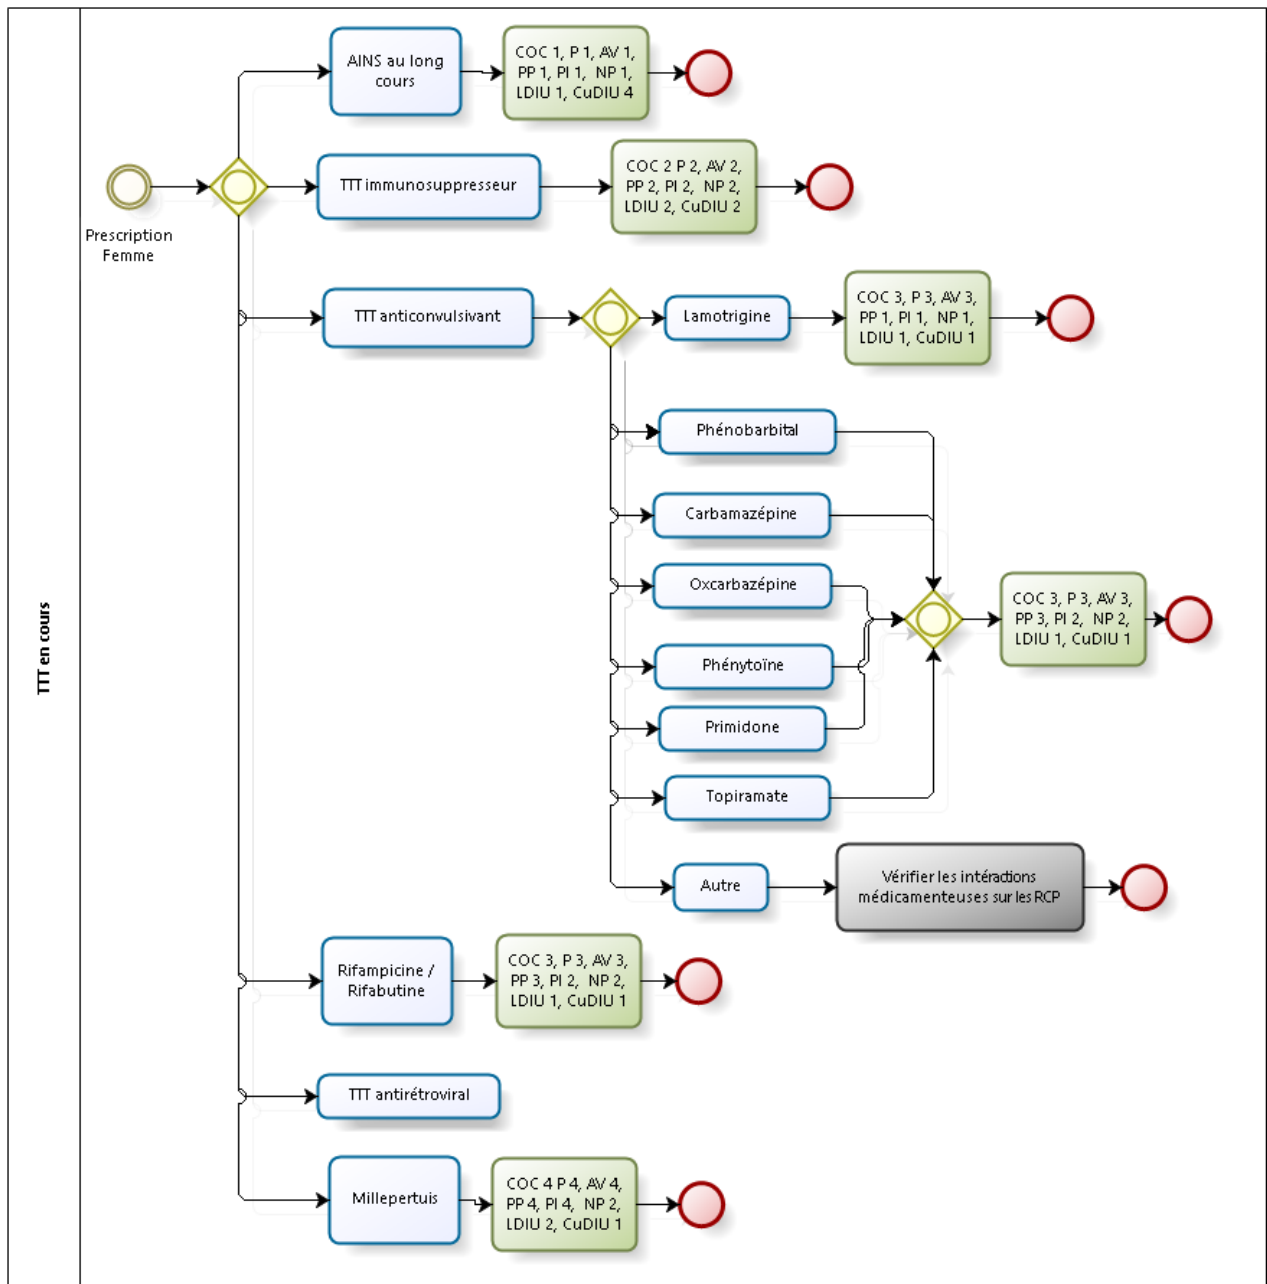 TTT en cours
Prescription
Femme
AINS au long
cours
COC 1, P 1, AV 1,
PP 1, PI 1, NP 1,
LDIU 1, CuDIU 4
TTT immunosuppresseur
COC 2 P 2, AV 2,
PP 2, PI 2, NP 2,
LDIU 2, CuDIU 2
TTT anticonvulsivant
Lamotrigine
COC 3, P 3, AV 3,
PP 1, PI 1, NP 1,
LDIU 1, CuDIU 1
Phénobarbital
Carbamazépine
Oxcarbazépine
Phénytoïne
Primidone
Topiramate
COC 3, P 3, AV 3,
PP 3, PI 2, NP 2,
LDIU 1, CuDIU 1
Autre
Vérifier les intéractions
médicamenteuses sur les RCP
Rifampicine /
Rifabutine
COC 3, P 3, AV 3,
PP 3, PI 2, NP 2,
LDIU 1, CuDIU 1
TTT antirétroviral
Millepertuis
COC 4 P 4, AV 4,
PP 4, PI 4, NP 2,
LDIU 2, CuDIU 1